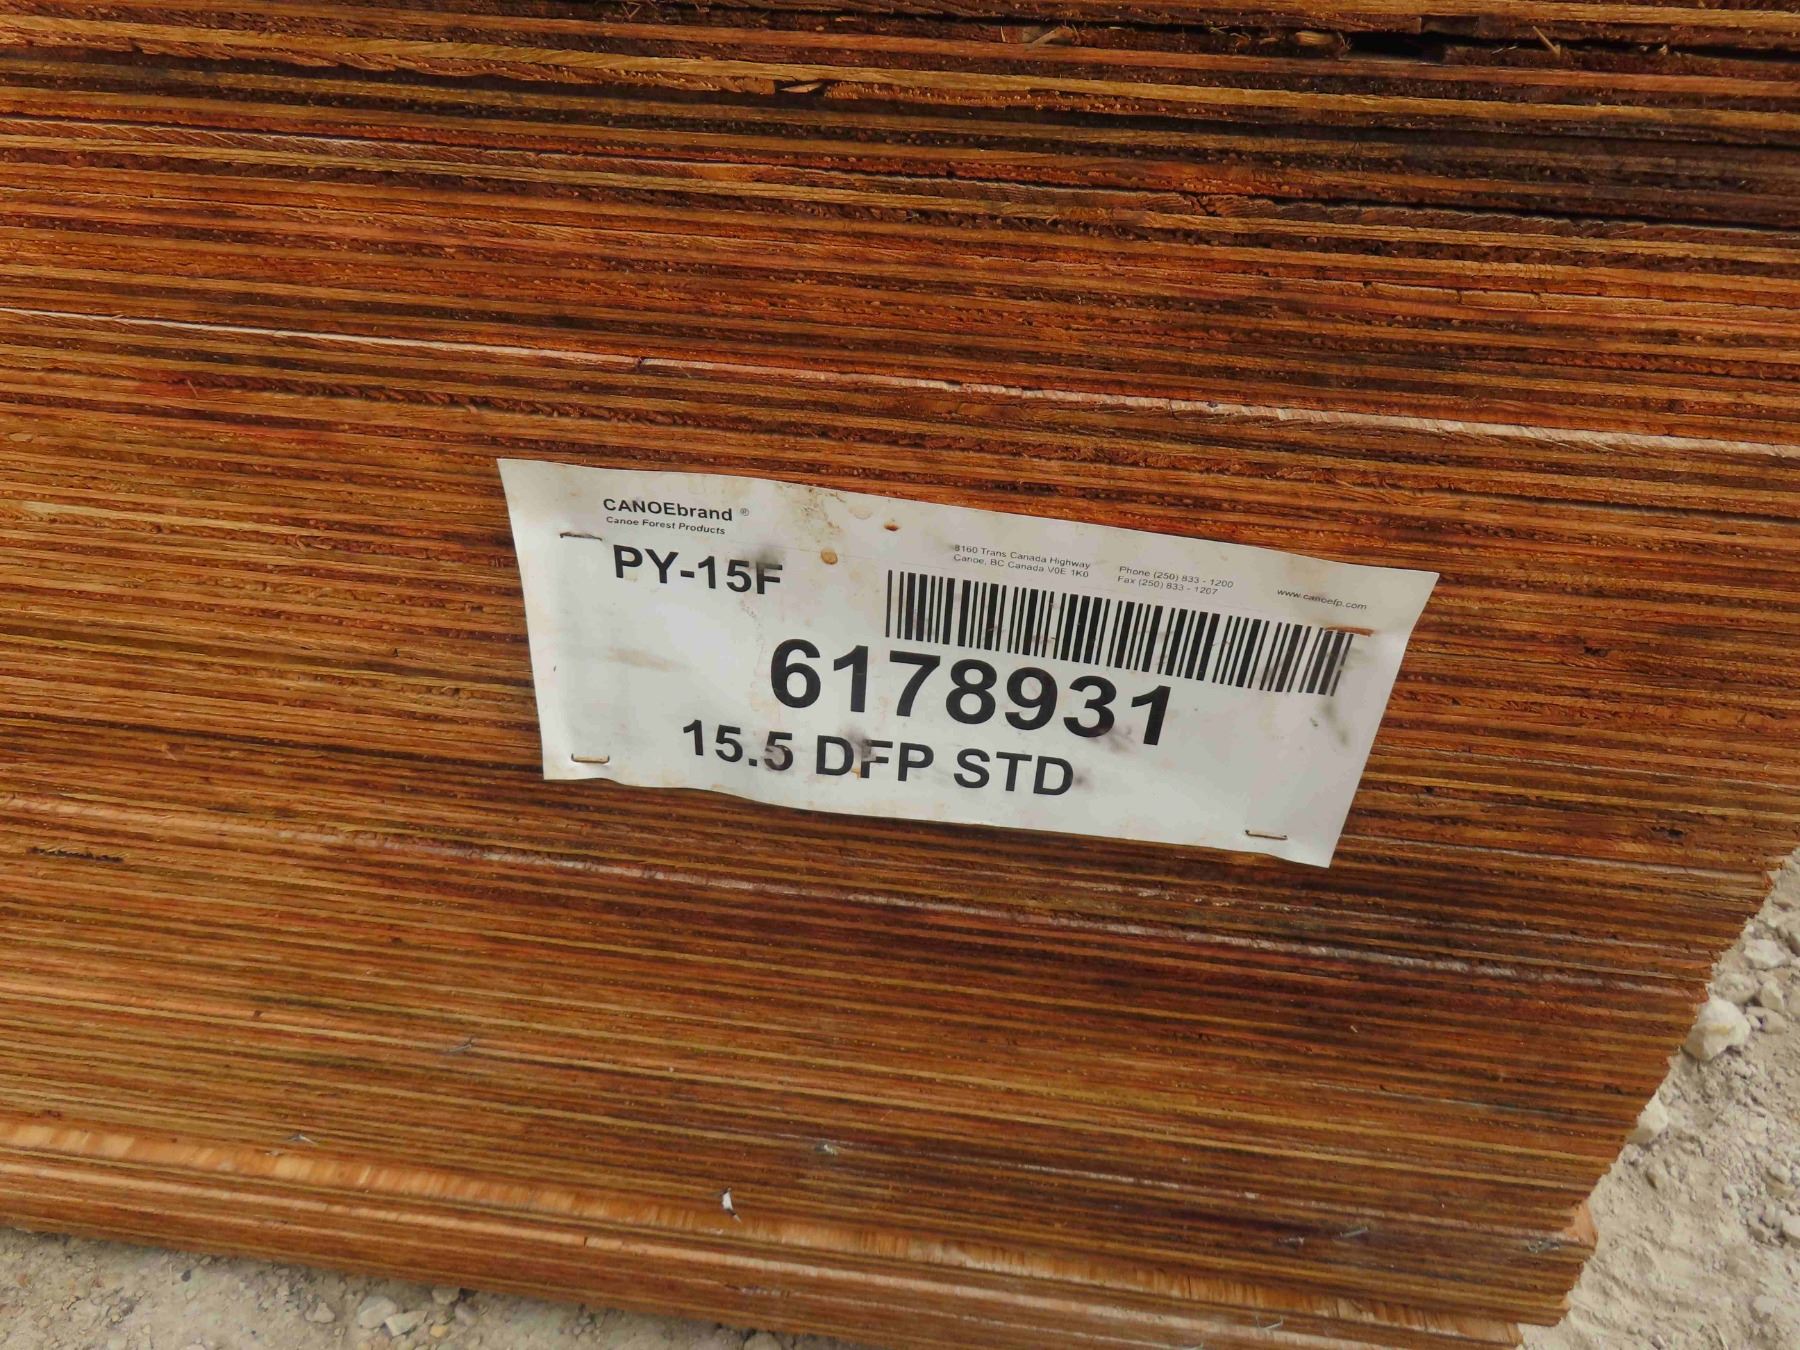 CANOEbrand ®
Canoe Forest Products
PY-15F
8160 Trans Canada Highway
Canoe, BC Canada V0E 1K0
Phone (250) 833 - 1200
Fax (250) 833 - 1207
www.canoefp.com
6178931
15.5 DFP STD